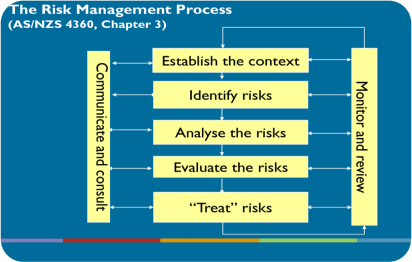 The Risk Management Process
(AS/NZS 4360, Chapter 3)
Communicate and consult
Establish the context
Identify risks
Analyse the risks
Evaluate the risks
“Treat” risks
Monitor and review